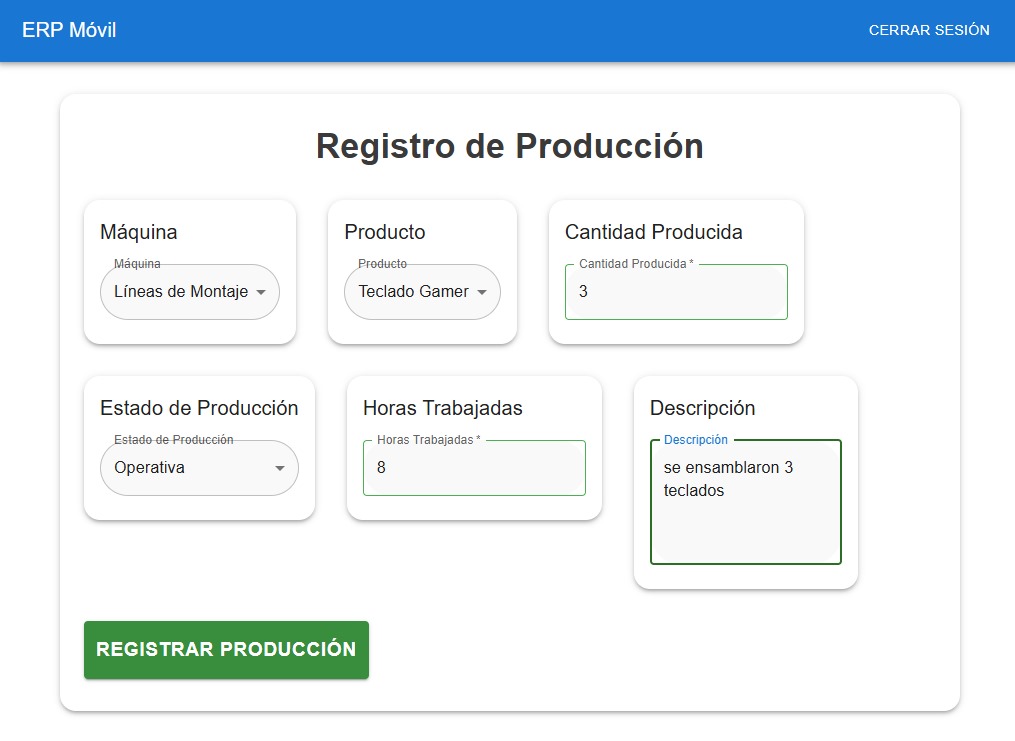 ERP Móvil
CERRAR SESIÓN
Registro de Producción
Máquina
Máquina
Líneas de Montaje
Producto
Producto
Teclado Gamer
Cantidad Producida
Cantidad Producida *
3
Estado de Producción
Estado de Producción
Operativa
Horas Trabajadas
Horas Trabajadas *
8
Descripción
Descripción
se ensamblaron 3
teclados
REGISTRAR PRODUCCIÓN